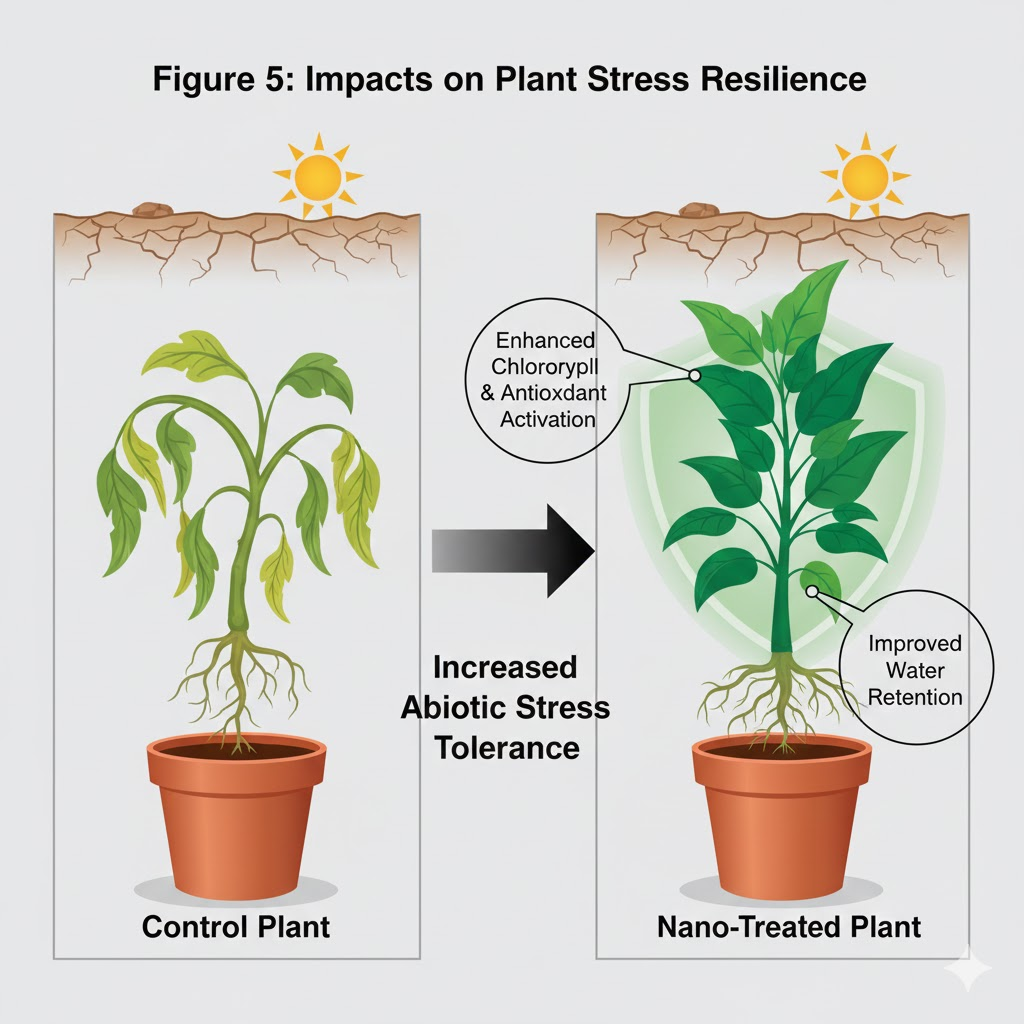 Figure 5: Impacts on Plant Stress Resilience
Enhanced
Chlororypll
& Antioxdant
Activation
Increased
Abiotic Stress
Tolerance
Improved
Water
Retention
Control Plant
Nano-Treated Plant